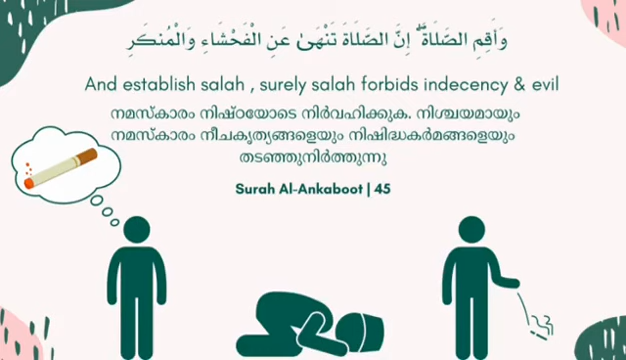 وَأَقِمِ الصَّلَاةَ ۖ إِنَّ الصَّلَاةَ تَنْهَىٰ عَنِ الْفَحْشَاءِ وَالْمُنكَرِ
And establish salah , surely salah forbids indecency & evil
നമസ്കാരം നിഷ്ഠയോടെ നിർവഹിക്കുക. നിശ്ചയമായും
നമസ്കാരം നീചകൃത്യങ്ങളെയും നിഷിദ്ധകർമങ്ങളെയും
തടഞ്ഞുനിർത്തുന്നു
Surah Al-Ankaboot | 45